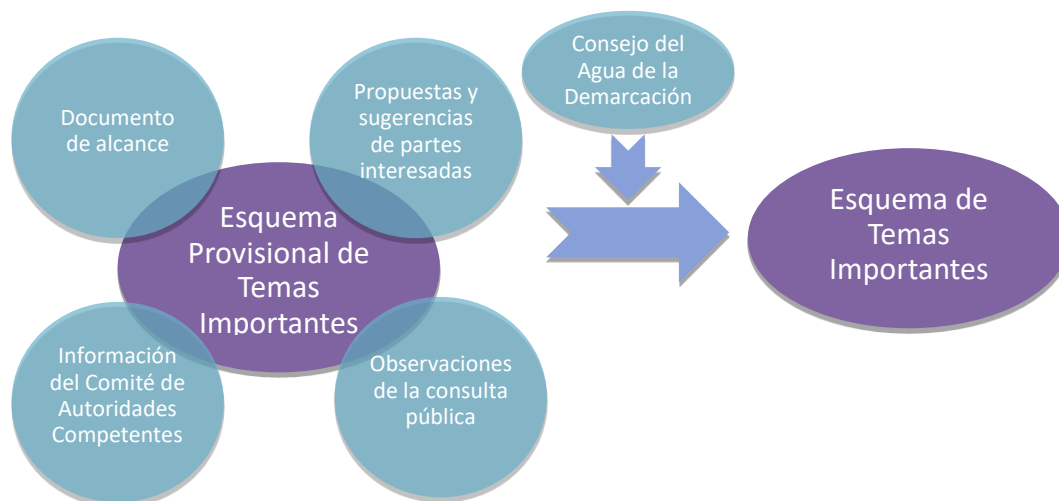 Documento
de alcance
Propuestas y
sugerencias
de partes
interesadas
Consejo del
Agua de la
Demarcación
Esquema
Provisional de
Temas
Importantes
Esquema de
Temas
Importantes
Información
del Comité de
Autoridades
Competentes
Observaciones
de la consulta
pública